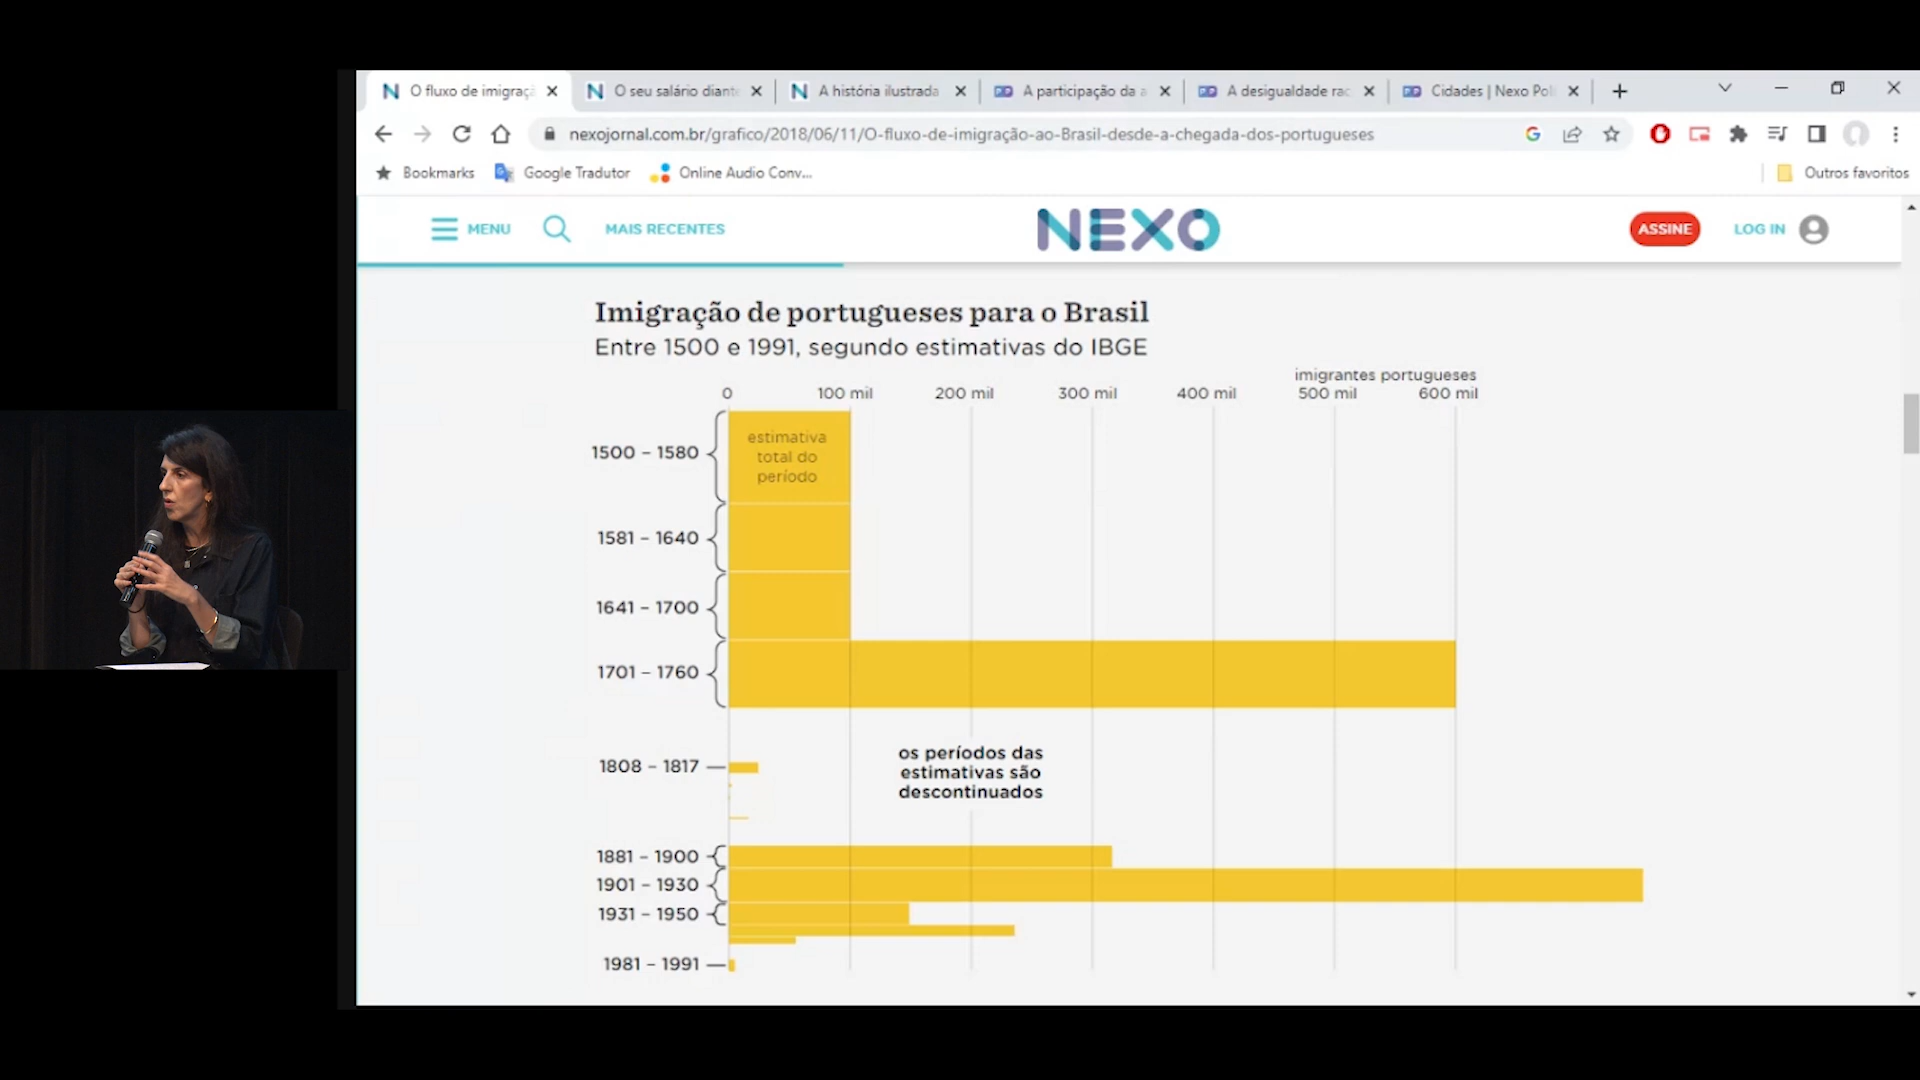 O fluxo de imigraç
O seu salário diant
A história ilustrada
A participação da a
A desigualdade rac
Cidades | Nexo Pol
nexojornal.com.br/grafico/2018/06/11/O-fluxo-de-imigração-ao-Brasil-desde-a-chegada-dos-portugueses
Bookmarks
Google Tradutor
Online Audio Conv...
Outros favoritos
MENU
MAIS RECENTES
NEXO
ASSINE
LOG IN
Imigração de portugueses para o Brasil
Entre 1500 e 1991, segundo estimativas do IBGE
imigrantes portugueses
0 100 mil 200 mil 300 mil 400 mil 500 mil 600 mil
1500 – 1580
estimativa
total do
período
1581 – 1640
1641 – 1700
1701 – 1760
1808 – 1817
os períodos das
estimativas são
descontinuados
1881 – 1900
1901 – 1930
1931 – 1950
1981 – 1991